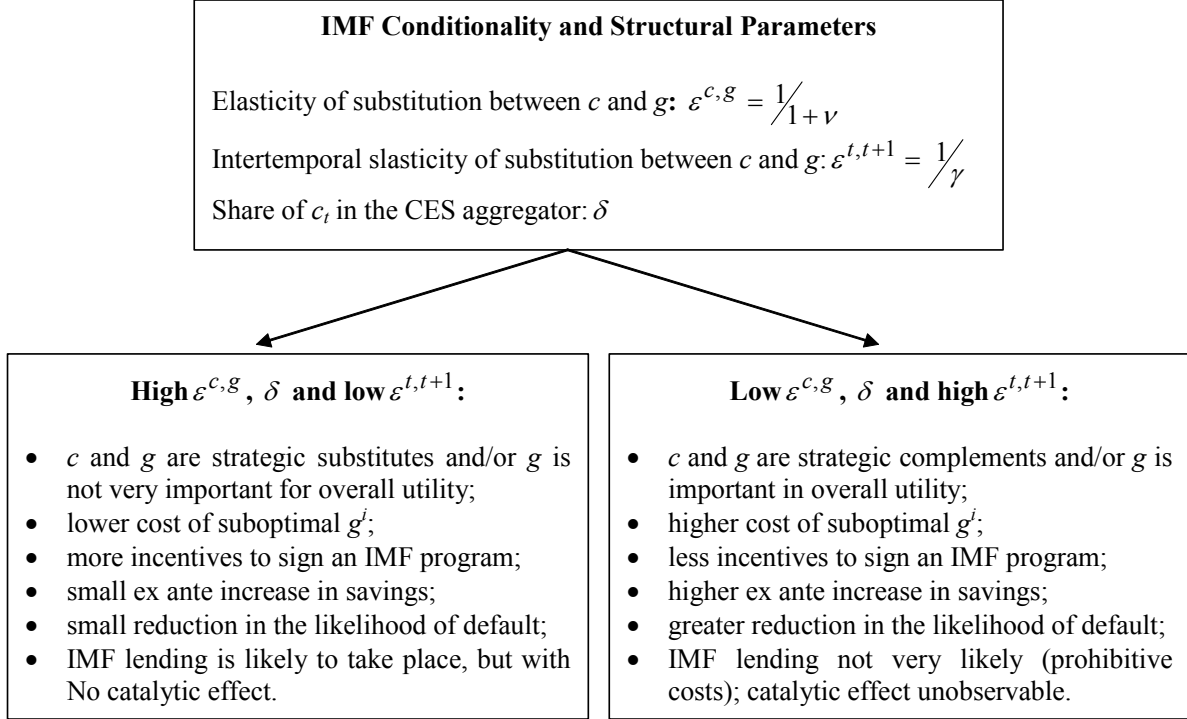 IMF Conditionality and Structural Parameters
Elasticity of substitution between c and g: ε^{c,g} = 1/(1 + ν)
Intertemporal slasticity of substitution between c and g: ε^{t,t+1} = 1/γ
Share of c_t in the CES aggregator: δ
High ε^{c,g}, δ and low ε^{t,t+1}:
• c and g are strategic substitutes and/or g is
not very important for overall utility;
• lower cost of suboptimal g^i;
• more incentives to sign an IMF program;
• small ex ante increase in savings;
• small reduction in the likelihood of default;
• IMF lending is likely to take place, but with
No catalytic effect.
Low ε^{c,g}, δ and high ε^{t,t+1}:
• c and g are strategic complements and/or g is
important in overall utility;
• higher cost of suboptimal g^i;
• less incentives to sign an IMF program;
• higher ex ante increase in savings;
• greater reduction in the likelihood of default;
• IMF lending not very likely (prohibitive
costs); catalytic effect unobservable.